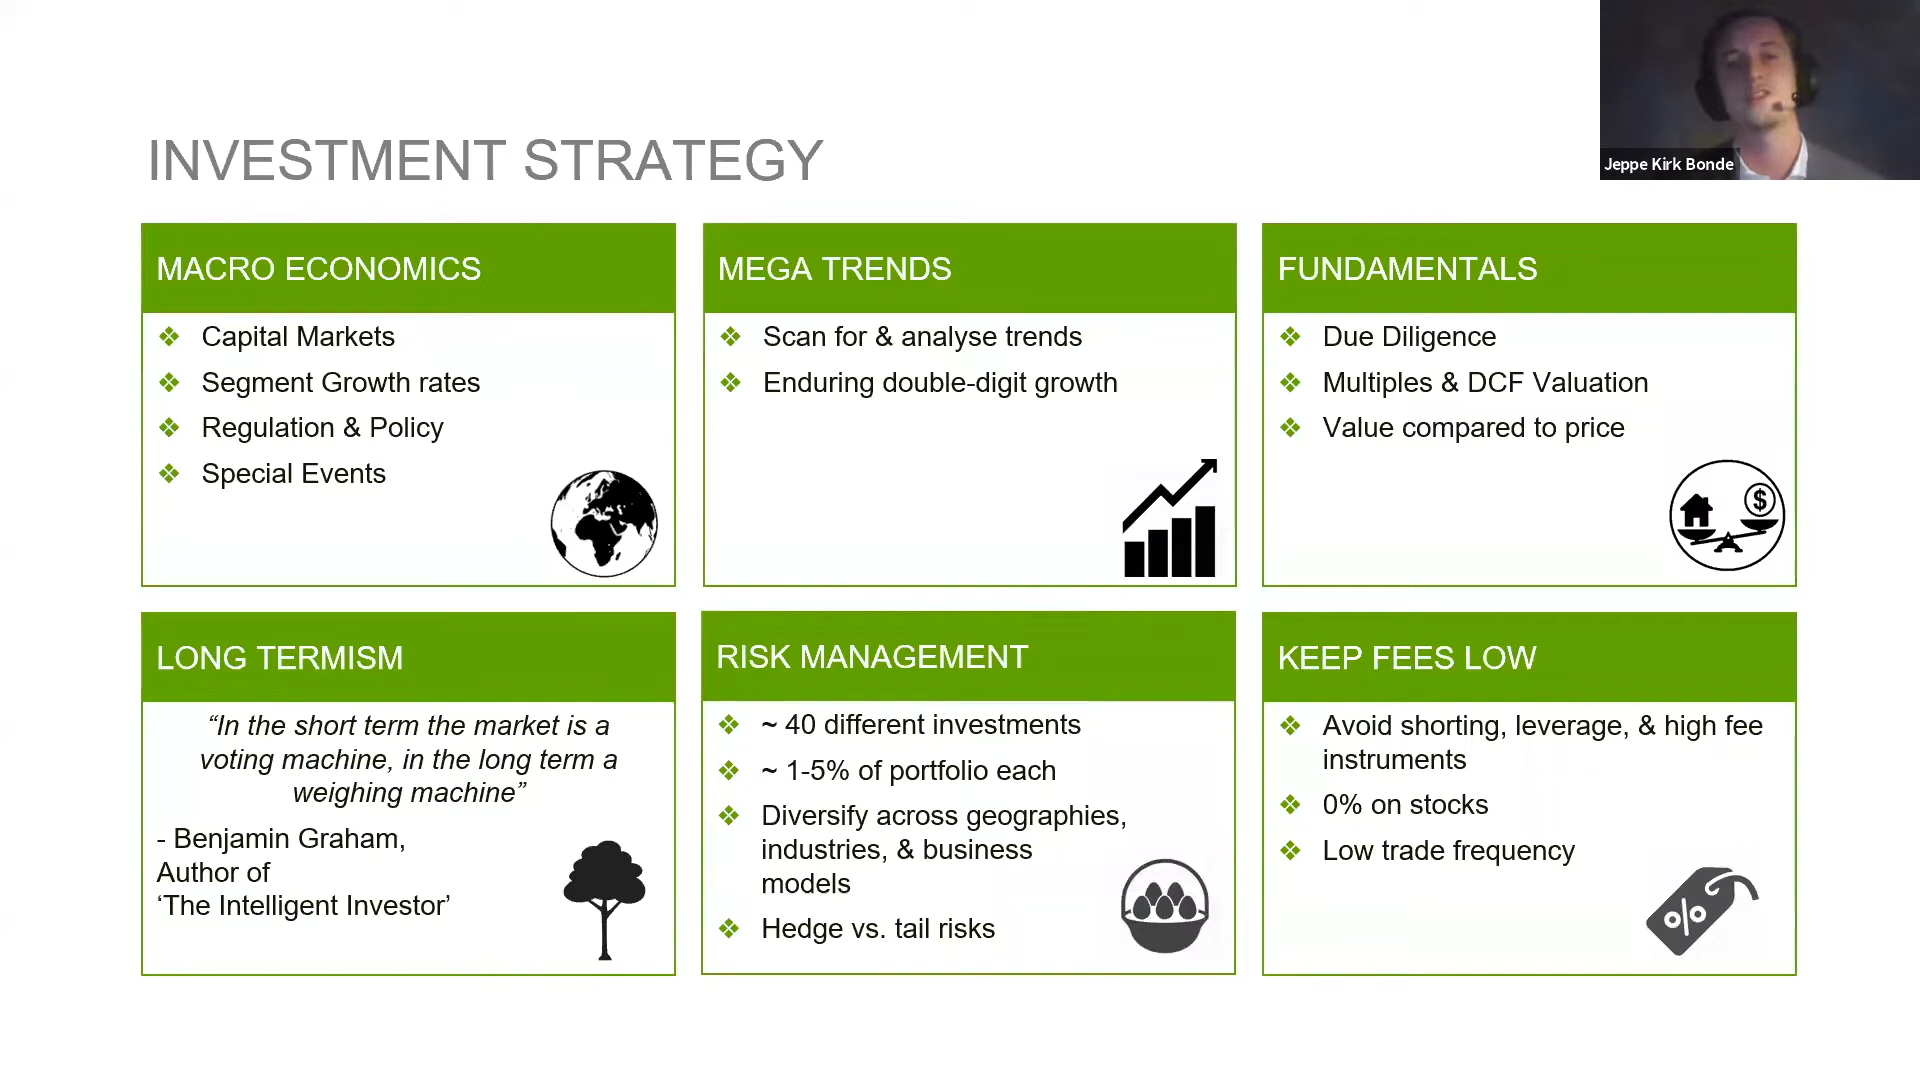 Jeppe Kirk Bonde
INVESTMENT STRATEGY
MACRO ECONOMICS
Capital Markets
Segment Growth rates
Regulation & Policy
Special Events
MEGA TRENDS
Scan for & analyse trends
Enduring double-digit growth
FUNDAMENTALS
Due Diligence
Multiples & DCF Valuation
Value compared to price
$
LONG TERMISM
“In the short term the market is a
voting machine, in the long term a
weighing machine”
- Benjamin Graham,
Author of
‘The Intelligent Investor’
RISK MANAGEMENT
~ 40 different investments
~ 1-5% of portfolio each
Diversify across geographies,
industries, & business
models
Hedge vs. tail risks
KEEP FEES LOW
Avoid shorting, leverage, & high fee
instruments
0% on stocks
Low trade frequency
%